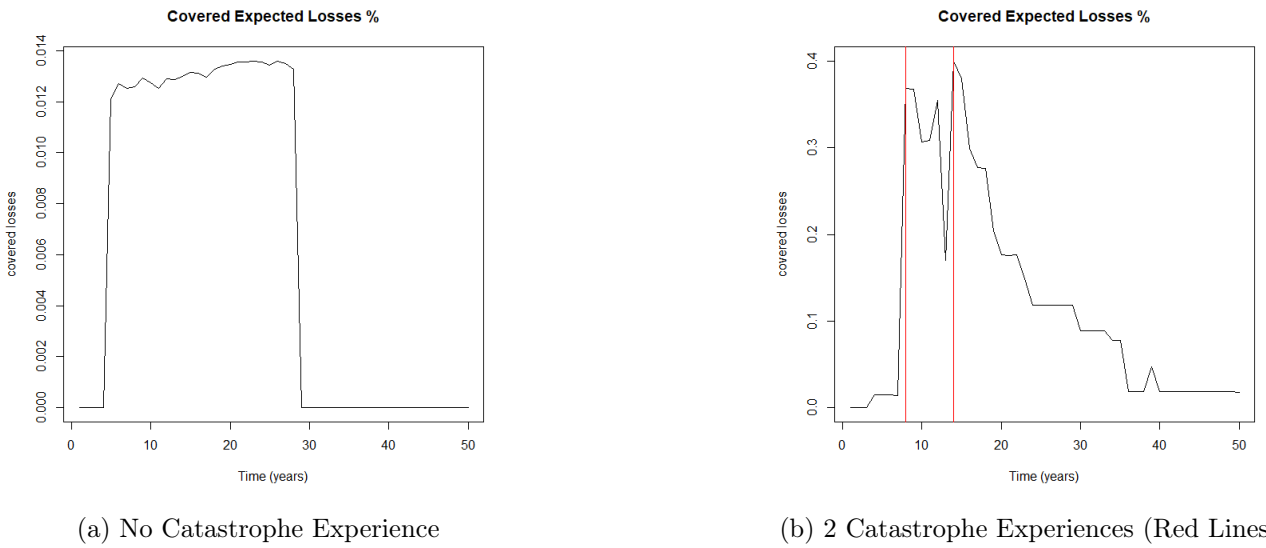 Covered Expected Losses %
covered losses
0.014
0.012
0.010
0.008
0.006
0.004
0.002
0.000
0 10 20 30 40 50
Time (years)
(a) No Catastrophe Experience
Covered Expected Losses %
covered losses
0.4
0.3
0.2
0.1
0.0
0 10 20 30 40 50
Time (years)
(b) 2 Catastrophe Experiences (Red Lines